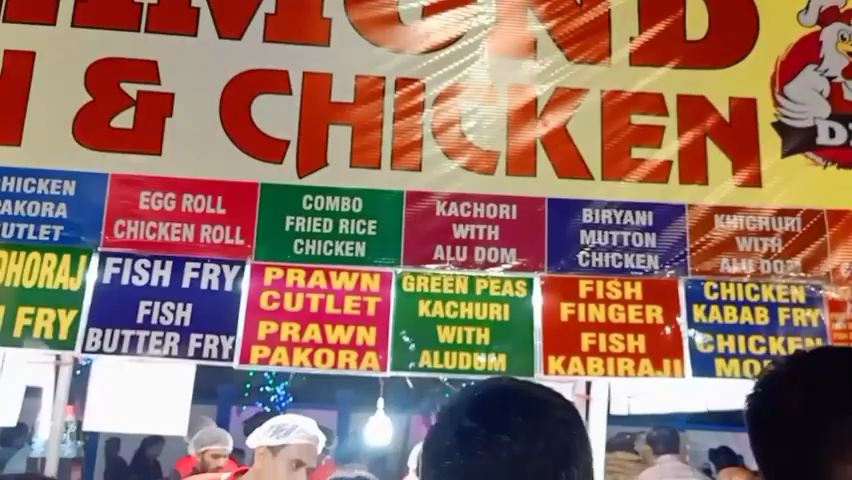 & CHICKEN
CHICKEN
PAKORA
CUTLET
EGG ROLL
CHICKEN ROLL
COMBO
FRIED RICE
CHICKEN
KACHORI
WITH
ALU DOM
BIRYANI
MUTTON
CHICKEN
KHICHURI
WITH
ALU DOM
FRY
FISH FRY
FISH
BUTTER FRY
PRAWN
CUTLET
PRAWN
PAKORA
GREEN PEAS
KACHURI
WITH
ALUDUM
FISH
FINGER
FISH
KABIRAJI
CHICKEN
KABAB FRY
CHICKEN